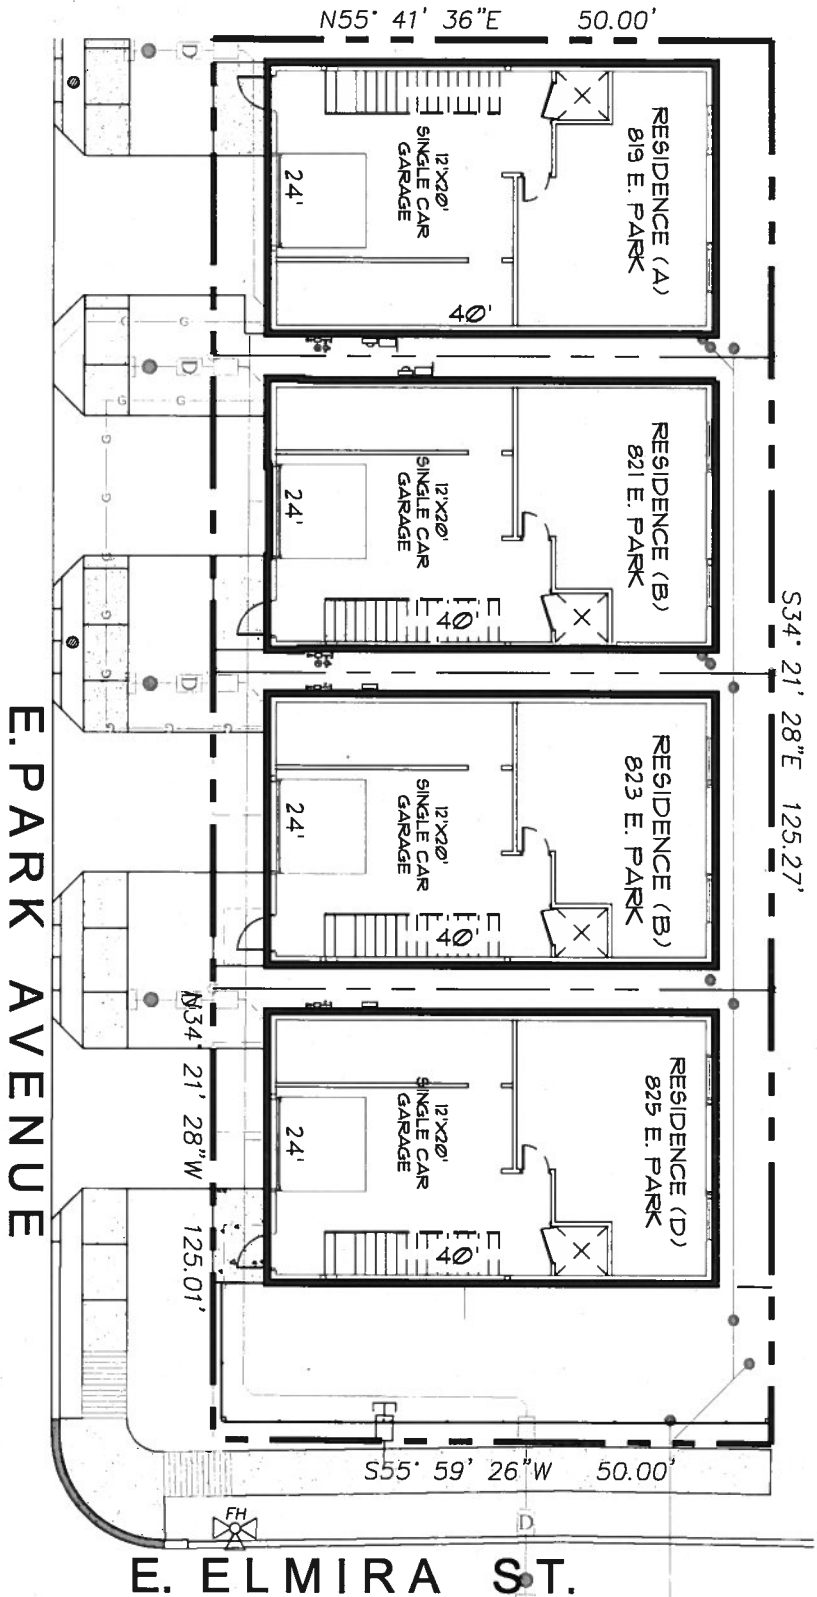 N55° 41' 36"E 50.00'
D
RESIDENCE (A)
819 E. PARK
12'X20'
SINGLE CAR
GARAGE
24'
40'
G G
D
G G
G
G
G
G
G G G
RESIDENCE (B)
821 E. PARK
12'X20'
SINGLE CAR
GARAGE
24'
40'
S34° 21' 28"E 125.27'
D
RESIDENCE (B)
823 E. PARK
12'X20'
SINGLE CAR
GARAGE
24'
40'
E. PARK AVENUE
D
N34° 21' 28"W 125.01'
RESIDENCE (D)
825 E. PARK
12'X20'
SINGLE CAR
GARAGE
24'
40'
S55° 59' 26"W 50.00'
FH
D
E. ELMIRA ST.